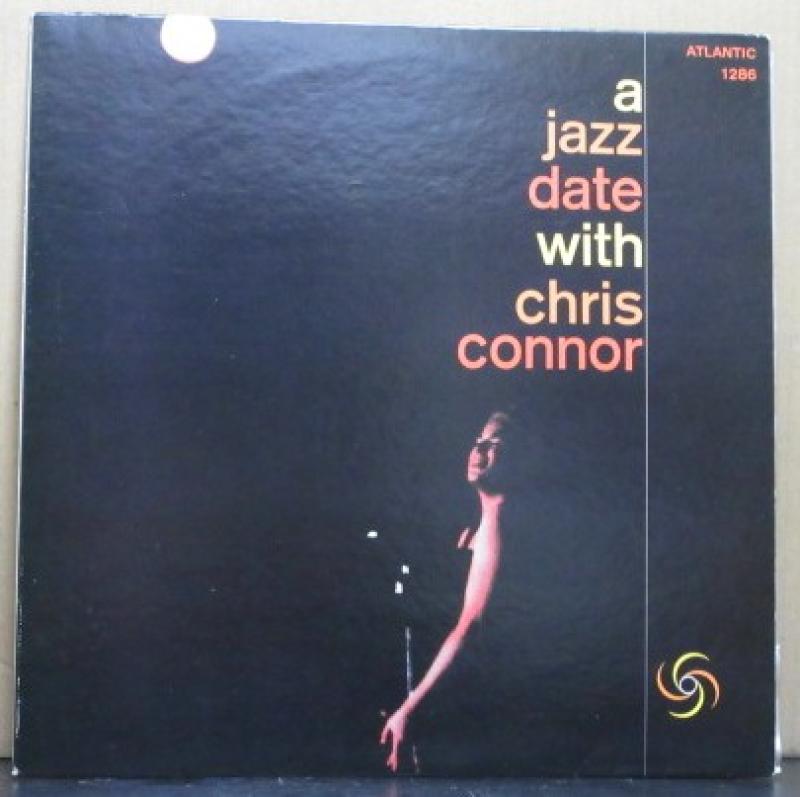 ATLANTIC
1286
a
jazz
date
with
chris
connor